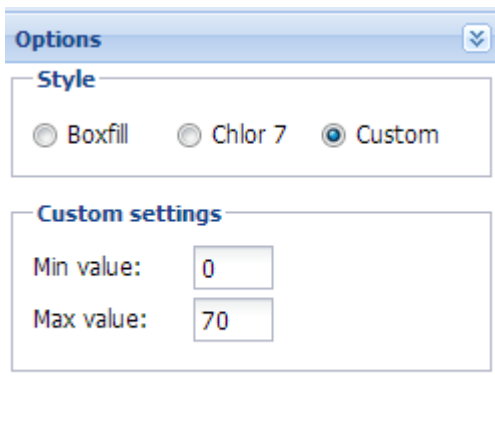 Options
Style
Boxfill Chlor 7 Custom
Custom settings
Min value: 0
Max value: 70